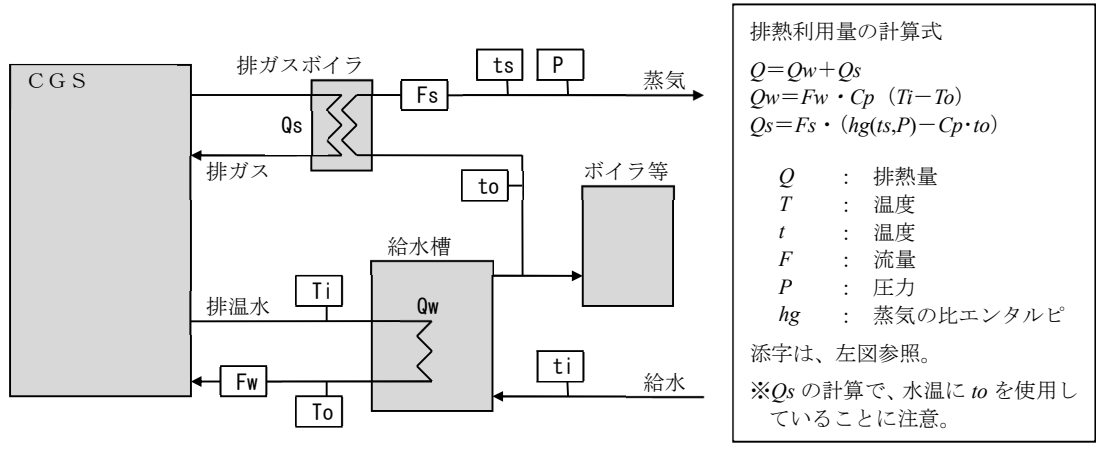 CGS
排ガスボイラ
Qs
Fs
ts
P
蒸気
排ガス
to
ボイラ等
給水槽
排温水
Ti
Qw
Fw
To
ti
給水
排熱利用量の計算式
Q=Qw+Qs
Qw=Fw・Cp（Ti−To）
Qs=Fs・（hg(ts,P)−Cp･to）
Q : 排熱量
T : 温度
t : 温度
F : 流量
P : 圧力
hg : 蒸気の比エンタルピ
添字は、左図参照。
※Qs の計算で、水温に to を使用し
ていることに注意。